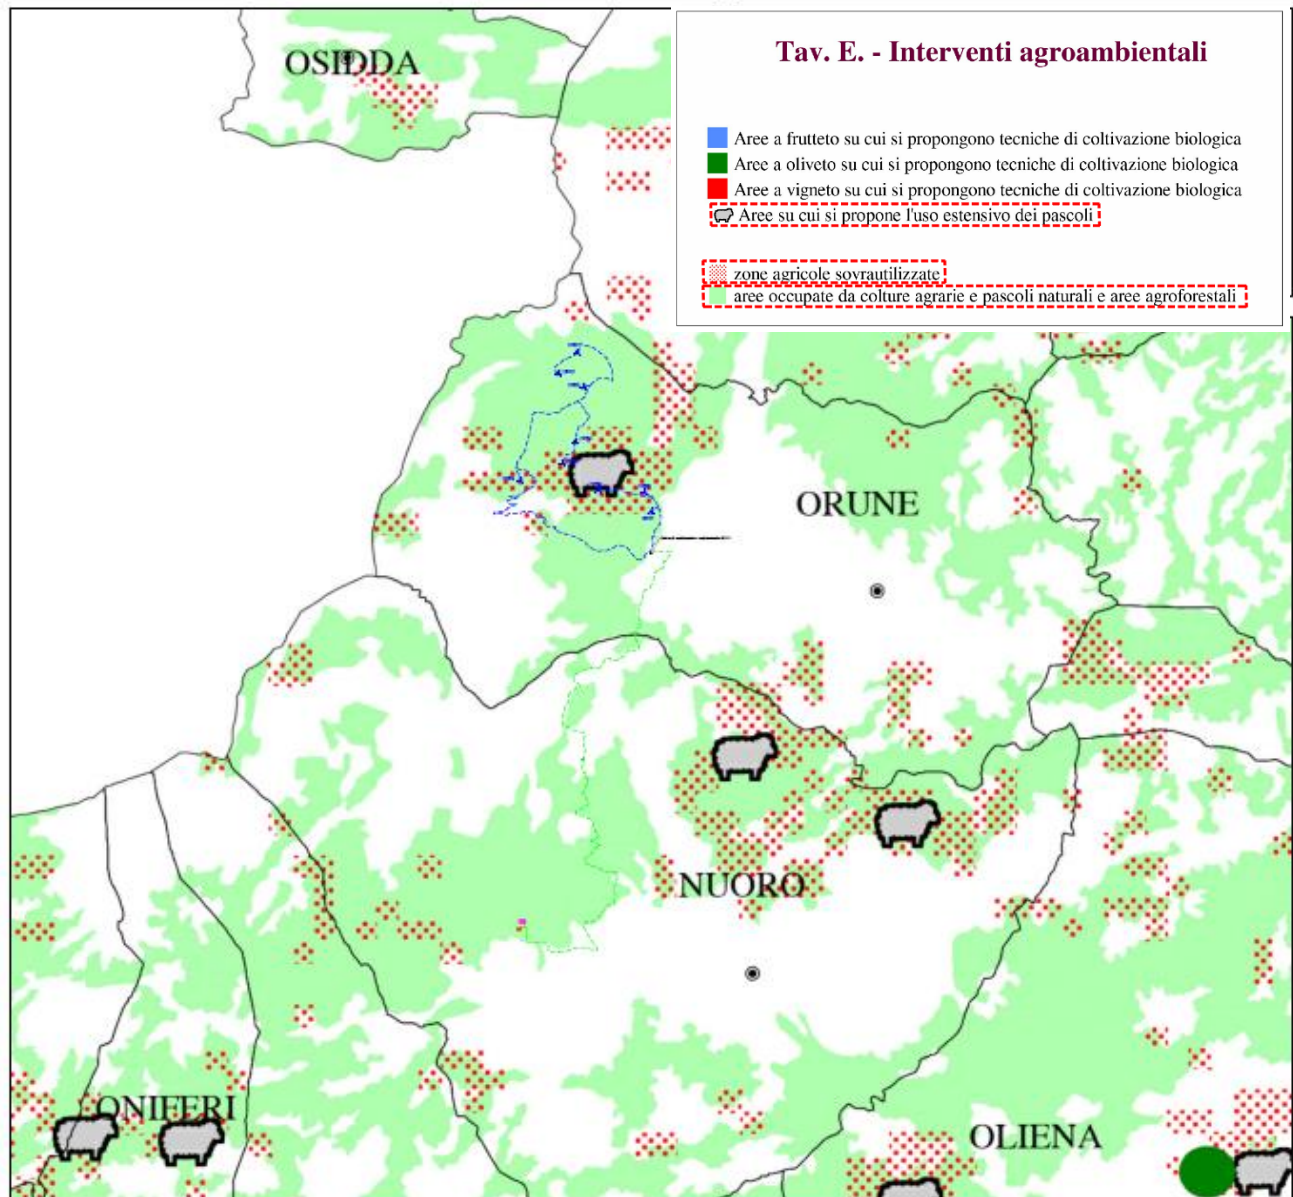 OSIDDA
Tav. E. - Interventi agroambientali
Aree a frutteto su cui si propongono tecniche di coltivazione biologica
Aree a oliveto su cui si propongono tecniche di coltivazione biologica
Aree a vigneto su cui si propongono tecniche di coltivazione biologica
Aree su cui si propone l'uso estensivo dei pascoli
zone agricole sovrautilizzate
aree occupate da colture agrarie e pascoli naturali e aree agroforestali
ORUNE
NUORO
ONIFERI
OLIENA